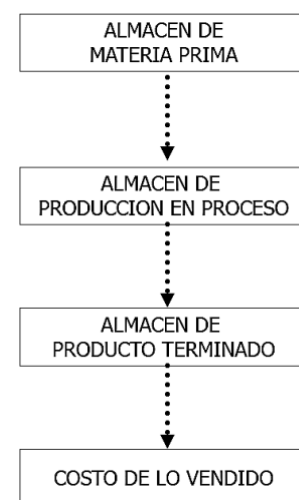 ALMACEN DE
MATERIA PRIMA
ALMACEN DE
PRODUCCION EN PROCESO
ALMACEN DE
PRODUCTO TERMINADO
COSTO DE LO VENDIDO